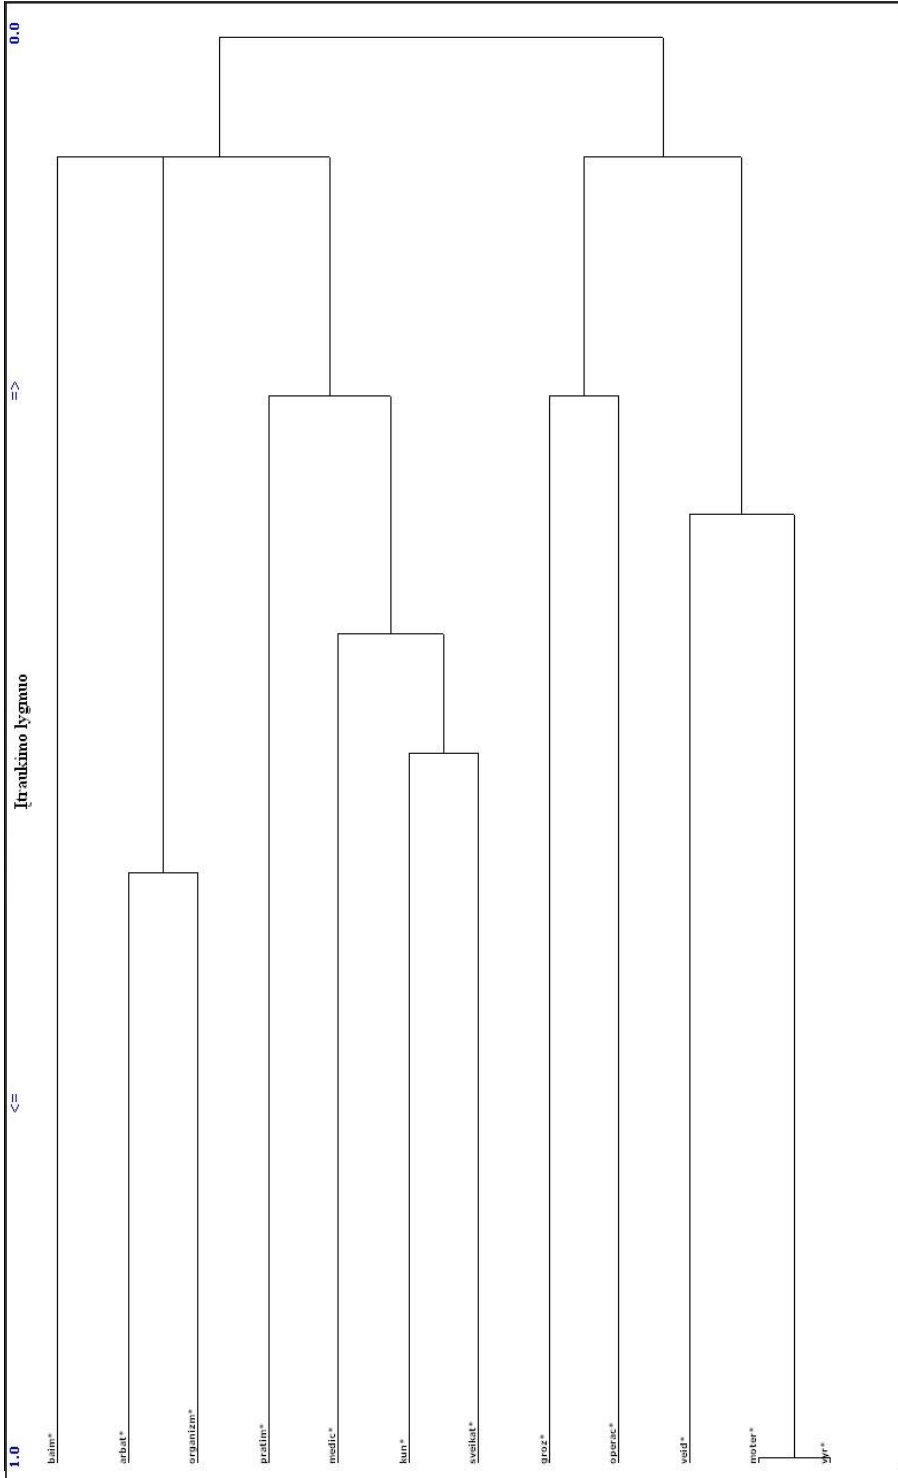 0.0
=>
Įtraukimo lygmuo
<=
1.0
baim*
arbat*
organizm*
pratim*
medic*
kun*
sveikat*
groz*
operac*
veid*
moter*
vyr*